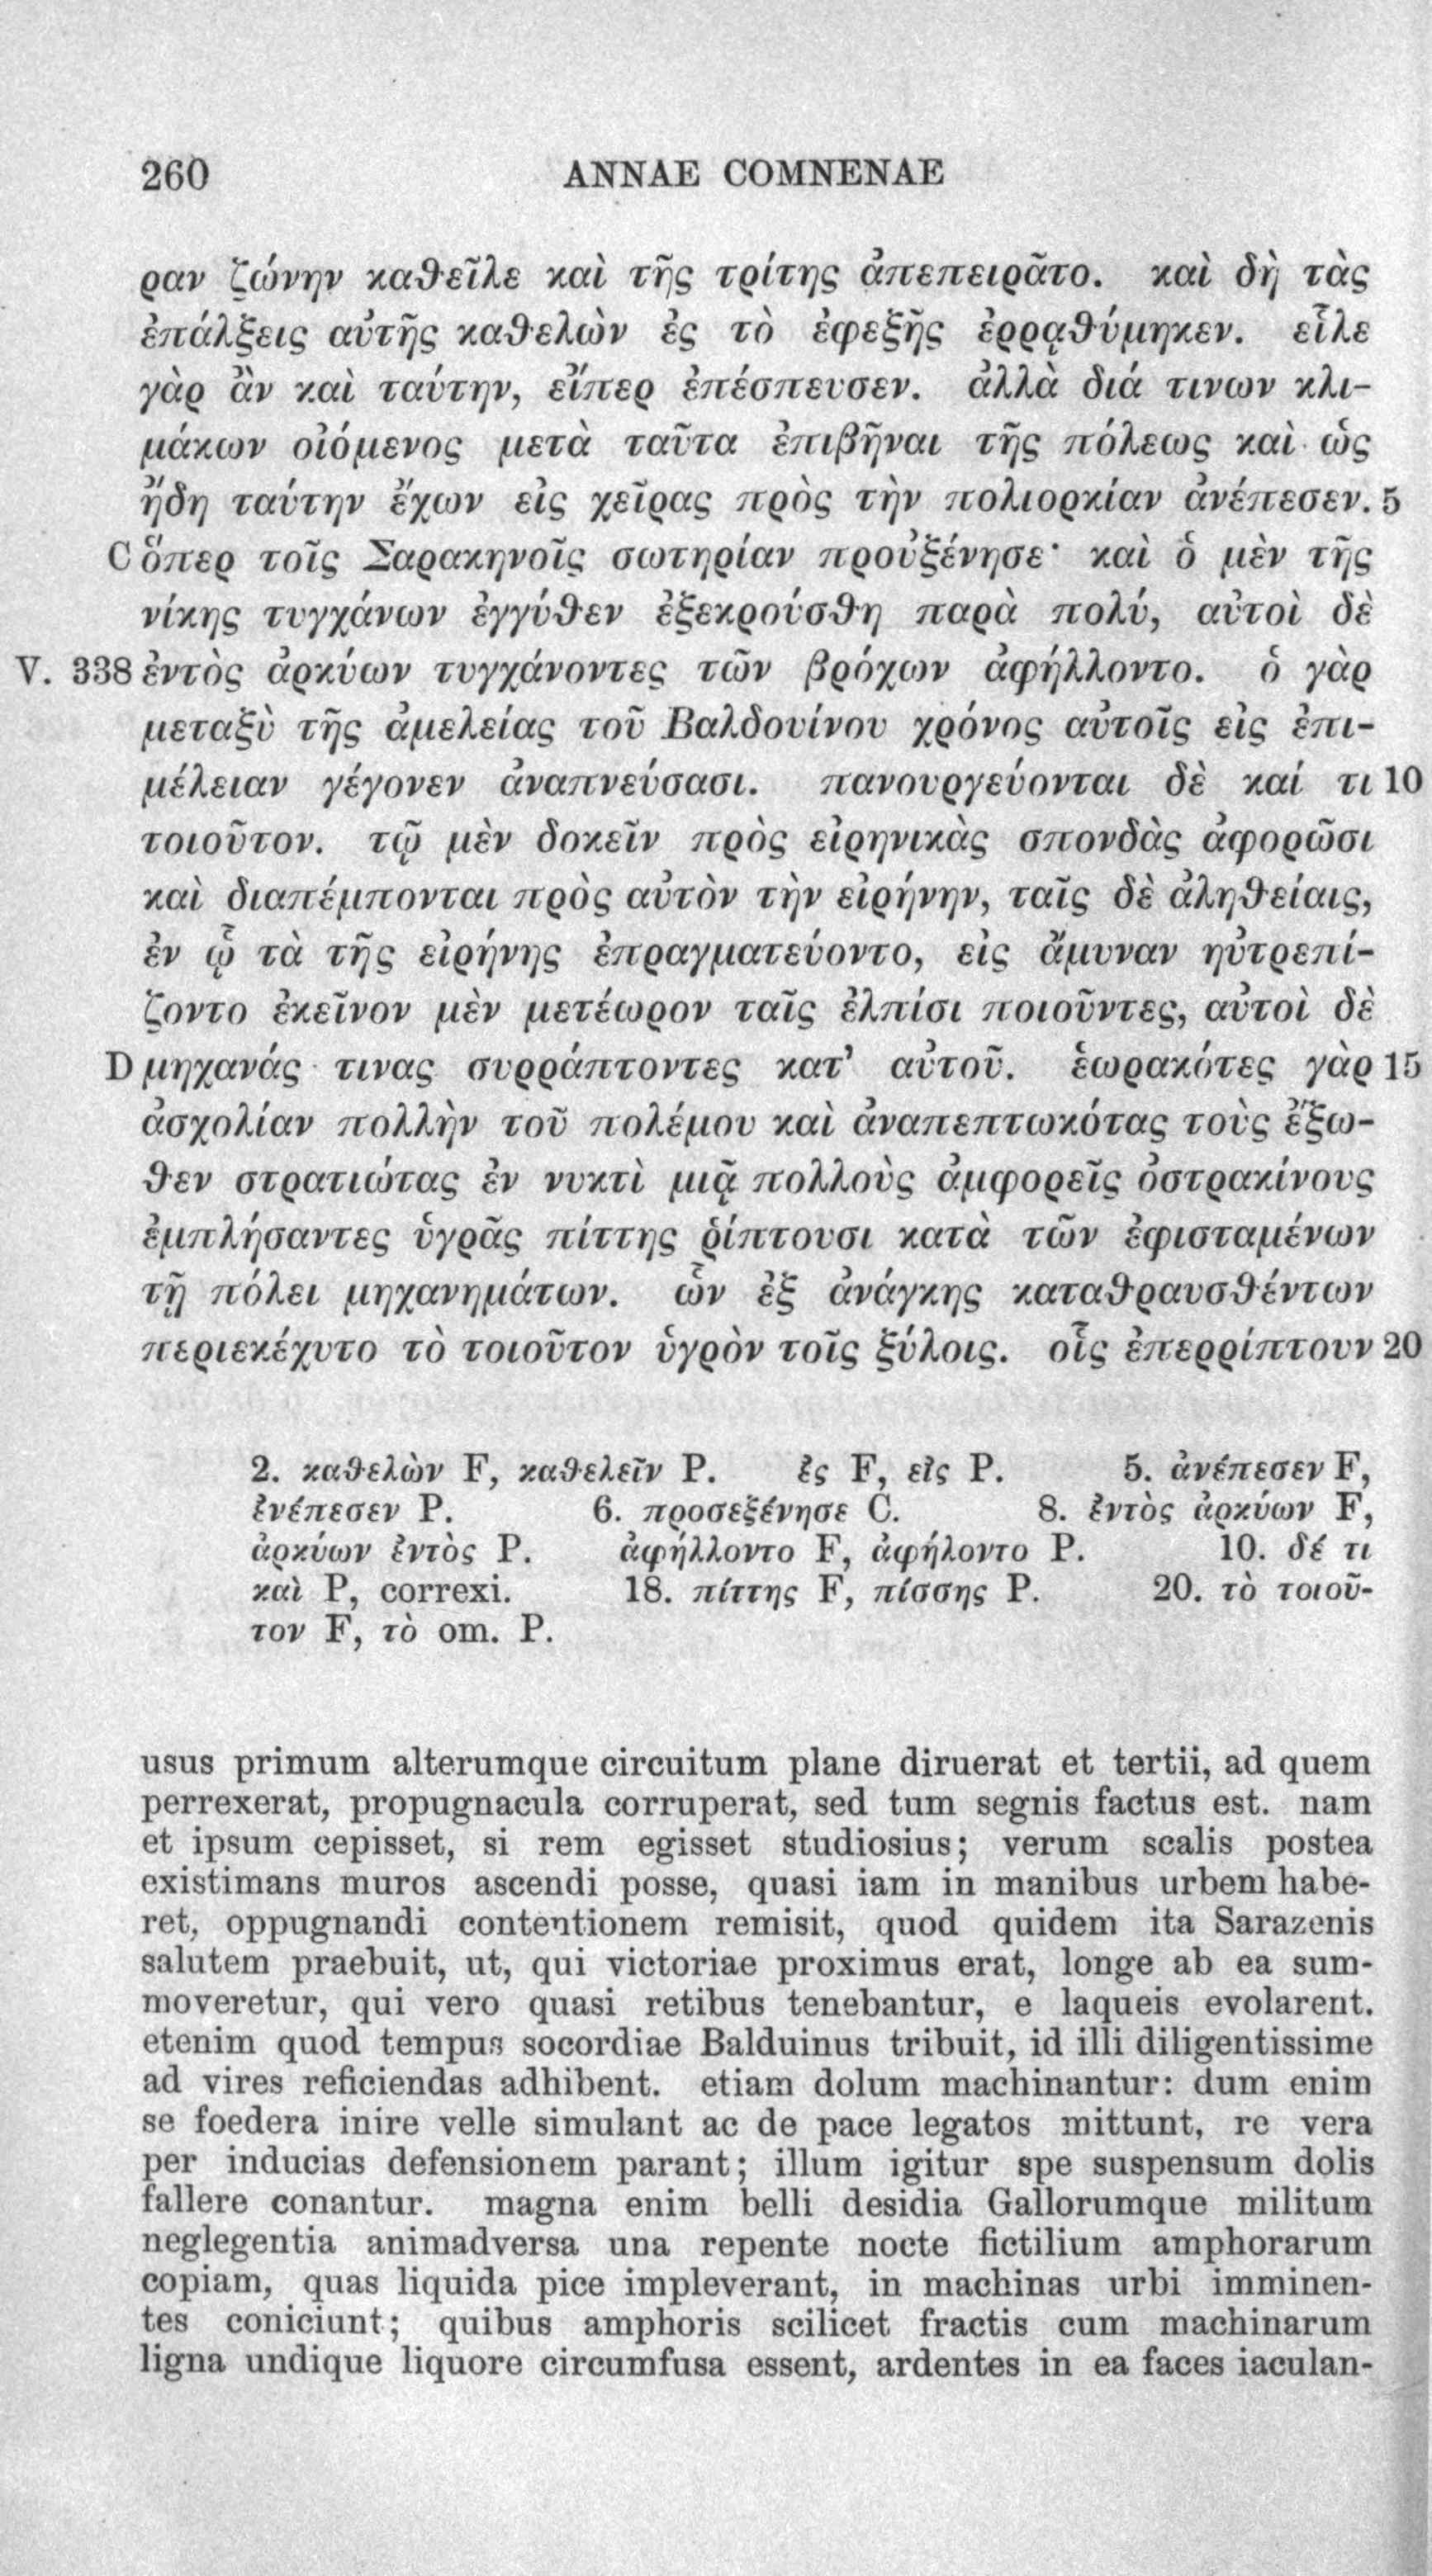 260 ANNAE COMNENAE
ραν ζώνην καθεῖλε καὶ τῆς τρίτης ἀπεπειρᾶτο. καὶ δὴ τὰς
ἐπάλξεις αὐτῆς καθελὼν ἐς τὸ ἐφεξῆς ἐρρᾳθύμηκεν. εἷλε
γὰρ ἂν καὶ ταύτην, εἴπερ ἐπέσπευσεν. ἀλλὰ διά τινων κλι-
μάκων οἰόμενος μετὰ ταῦτα ἐπιβῆναι τῆς πόλεως καὶ ὡς
ἤδη ταύτην ἔχων εἰς χεῖρας πρὸς τὴν πολιορκίαν ἀνέπεσεν. 5
C ὅπερ τοῖς Σαρακηνοῖς σωτηρίαν προὐξένησε· καὶ ὁ μὲν τῆς
νίκης τυγχάνων ἐγγύθεν ἐξεκρούσθη παρὰ πολύ, αὐτοὶ δὲ
V. 338 ἐντὸς ἀρκύων τυγχάνοντες τῶν βρόχων ἀφήλλοντο. ὁ γὰρ
μεταξὺ τῆς ἀμελείας τοῦ Βαλδουίνου χρόνος αὐτοῖς εἰς ἐπι-
μέλειαν γέγονεν ἀναπνεύσασι. πανουργεύονται δὲ καί τι 10
τοιοῦτον. τῷ μὲν δοκεῖν πρὸς εἰρηνικὰς σπονδὰς ἀφορῶσι
καὶ διαπέμπονται πρὸς αὐτὸν τὴν εἰρήνην, ταῖς δὲ ἀληθείαις,
ἐν ᾧ τὰ τῆς εἰρήνης ἐπραγματεύοντο, εἰς ἄμυναν ηὐτρεπί-
ζοντο ἐκεῖνον μὲν μετέωρον ταῖς ἐλπίσι ποιοῦντες, αὐτοὶ δὲ
D μηχανάς τινας συρράπτοντες κατ’ αὐτοῦ. ἑωρακότες γὰρ 15
ἀσχολίαν πολλὴν τοῦ πολέμου καὶ ἀναπεπτωκότας τοὺς ἔξω-
θεν στρατιώτας ἐν νυκτὶ μιᾷ πολλοὺς ἀμφορεῖς ὀστρακίνους
ἐμπλήσαντες ὑγρᾶς πίττης ῥίπτουσι κατὰ τῶν ἐφισταμένων
τῇ πόλει μηχανημάτων. ὧν ἐξ ἀνάγκης καταθραυσθέντων
περιεκέχυτο τὸ τοιοῦτον ὑγρὸν τοῖς ξύλοις. οἷς ἐπερρίπτουν 20
2. καθελὼν F, καθελεῖν P. ἐς F, εἰς P. 5. ἀνέπεσεν F,
ἐνέπεσεν P. 6. προσεξένησε C. 8. ἐντὸς ἀρκύων F,
ἀρκύων ἐντὸς P. ἀφήλλοντο F, ἀφήλοντο P. 10. δέ τι
καὶ P, correxi. 18. πίττης F, πίσσης P. 20. τὸ τοιοῦ-
τον F, τὸ om. P.
usus primum alterumque circuitum plane diruerat et tertii, ad quem
perrexerat, propugnacula corruperat, sed tum segnis factus est. nam
et ipsum cepisset, si rem egisset studiosius; verum scalis postea
existimans muros ascendi posse, quasi iam in manibus urbem habe-
ret, oppugnandi contentionem remisit, quod quidem ita Sarazenis
salutem praebuit, ut, qui victoriae proximus erat, longe ab ea sum-
moveretur, qui vero quasi retibus tenebantur, e laqueis evolarent.
etenim quod tempus socordiae Balduinus tribuit, id illi diligentissime
ad vires reficiendas adhibent. etiam dolum machinantur: dum enim
se foedera inire velle simulant ac de pace legatos mittunt, re vera
per inducias defensionem parant; illum igitur spe suspensum dolis
fallere conantur. magna enim belli desidia Gallorumque militum
neglegentia animadversa una repente nocte fictilium amphorarum
copiam, quas liquida pice impleverant, in machinas urbi imminen-
tes coniciunt; quibus amphoris scilicet fractis cum machinarum
ligna undique liquore circumfusa essent, ardentes in ea faces iaculan-